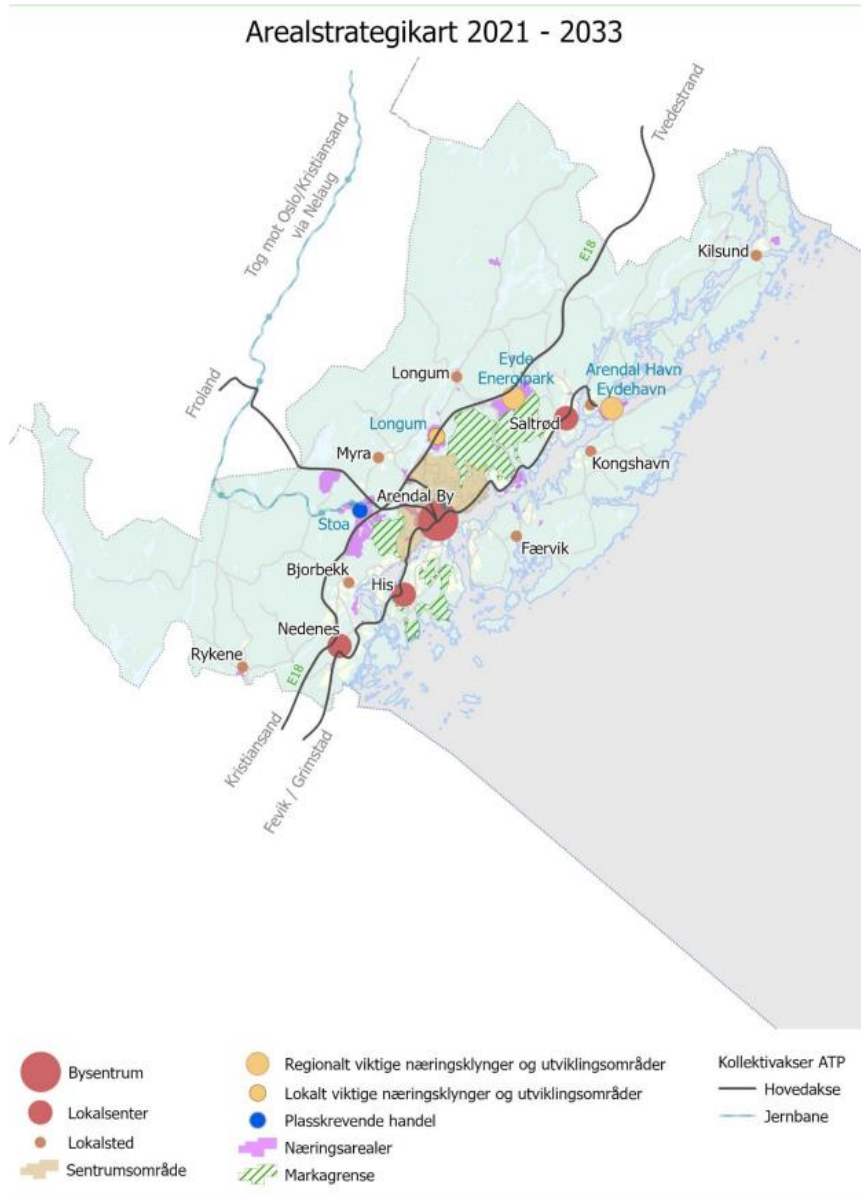 Arealstrategikart 2021 - 2033
Tvedestrand
Tog mot Oslo/Kristiansand
via Nelaug
E18
Kilsund
Froland
Longum
Eyde
Energipark
Arendal Havn
Eydehavn
Longum
Saltrød
Myra
Kongshavn
Arendal By
Stoa
Færvik
Bjorbekk
His
Nedenes
Rykene
E18
Kristiansand
Fevik / Grimstad
Bysentrum
Lokalsenter
Lokalsted
Sentrumsområde
Regionalt viktige næringsklynger og utviklingsområder
Lokalt viktige næringsklynger og utviklingsområder
Plasskrevende handel
Næringsarealer
Markagrense
Kollektivakser ATP
Hovedakse
Jernbane